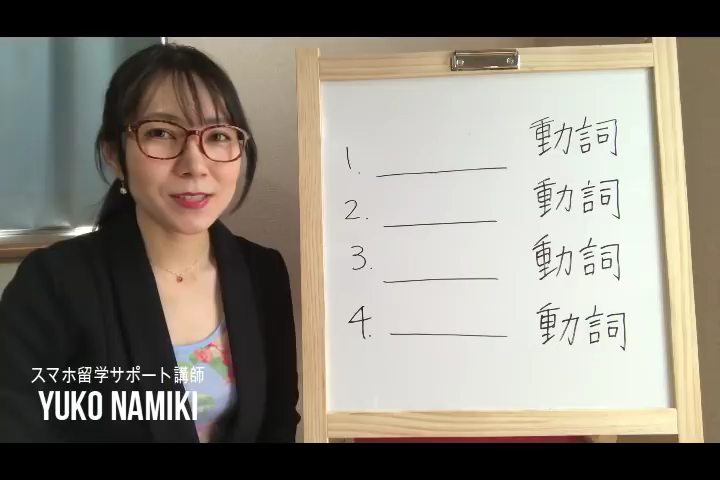 1. ______ 動詞
2. ______ 動詞
3. ______ 動詞
4. ______ 動詞
スマホ留学サポート講師
YUKO NAMIKI